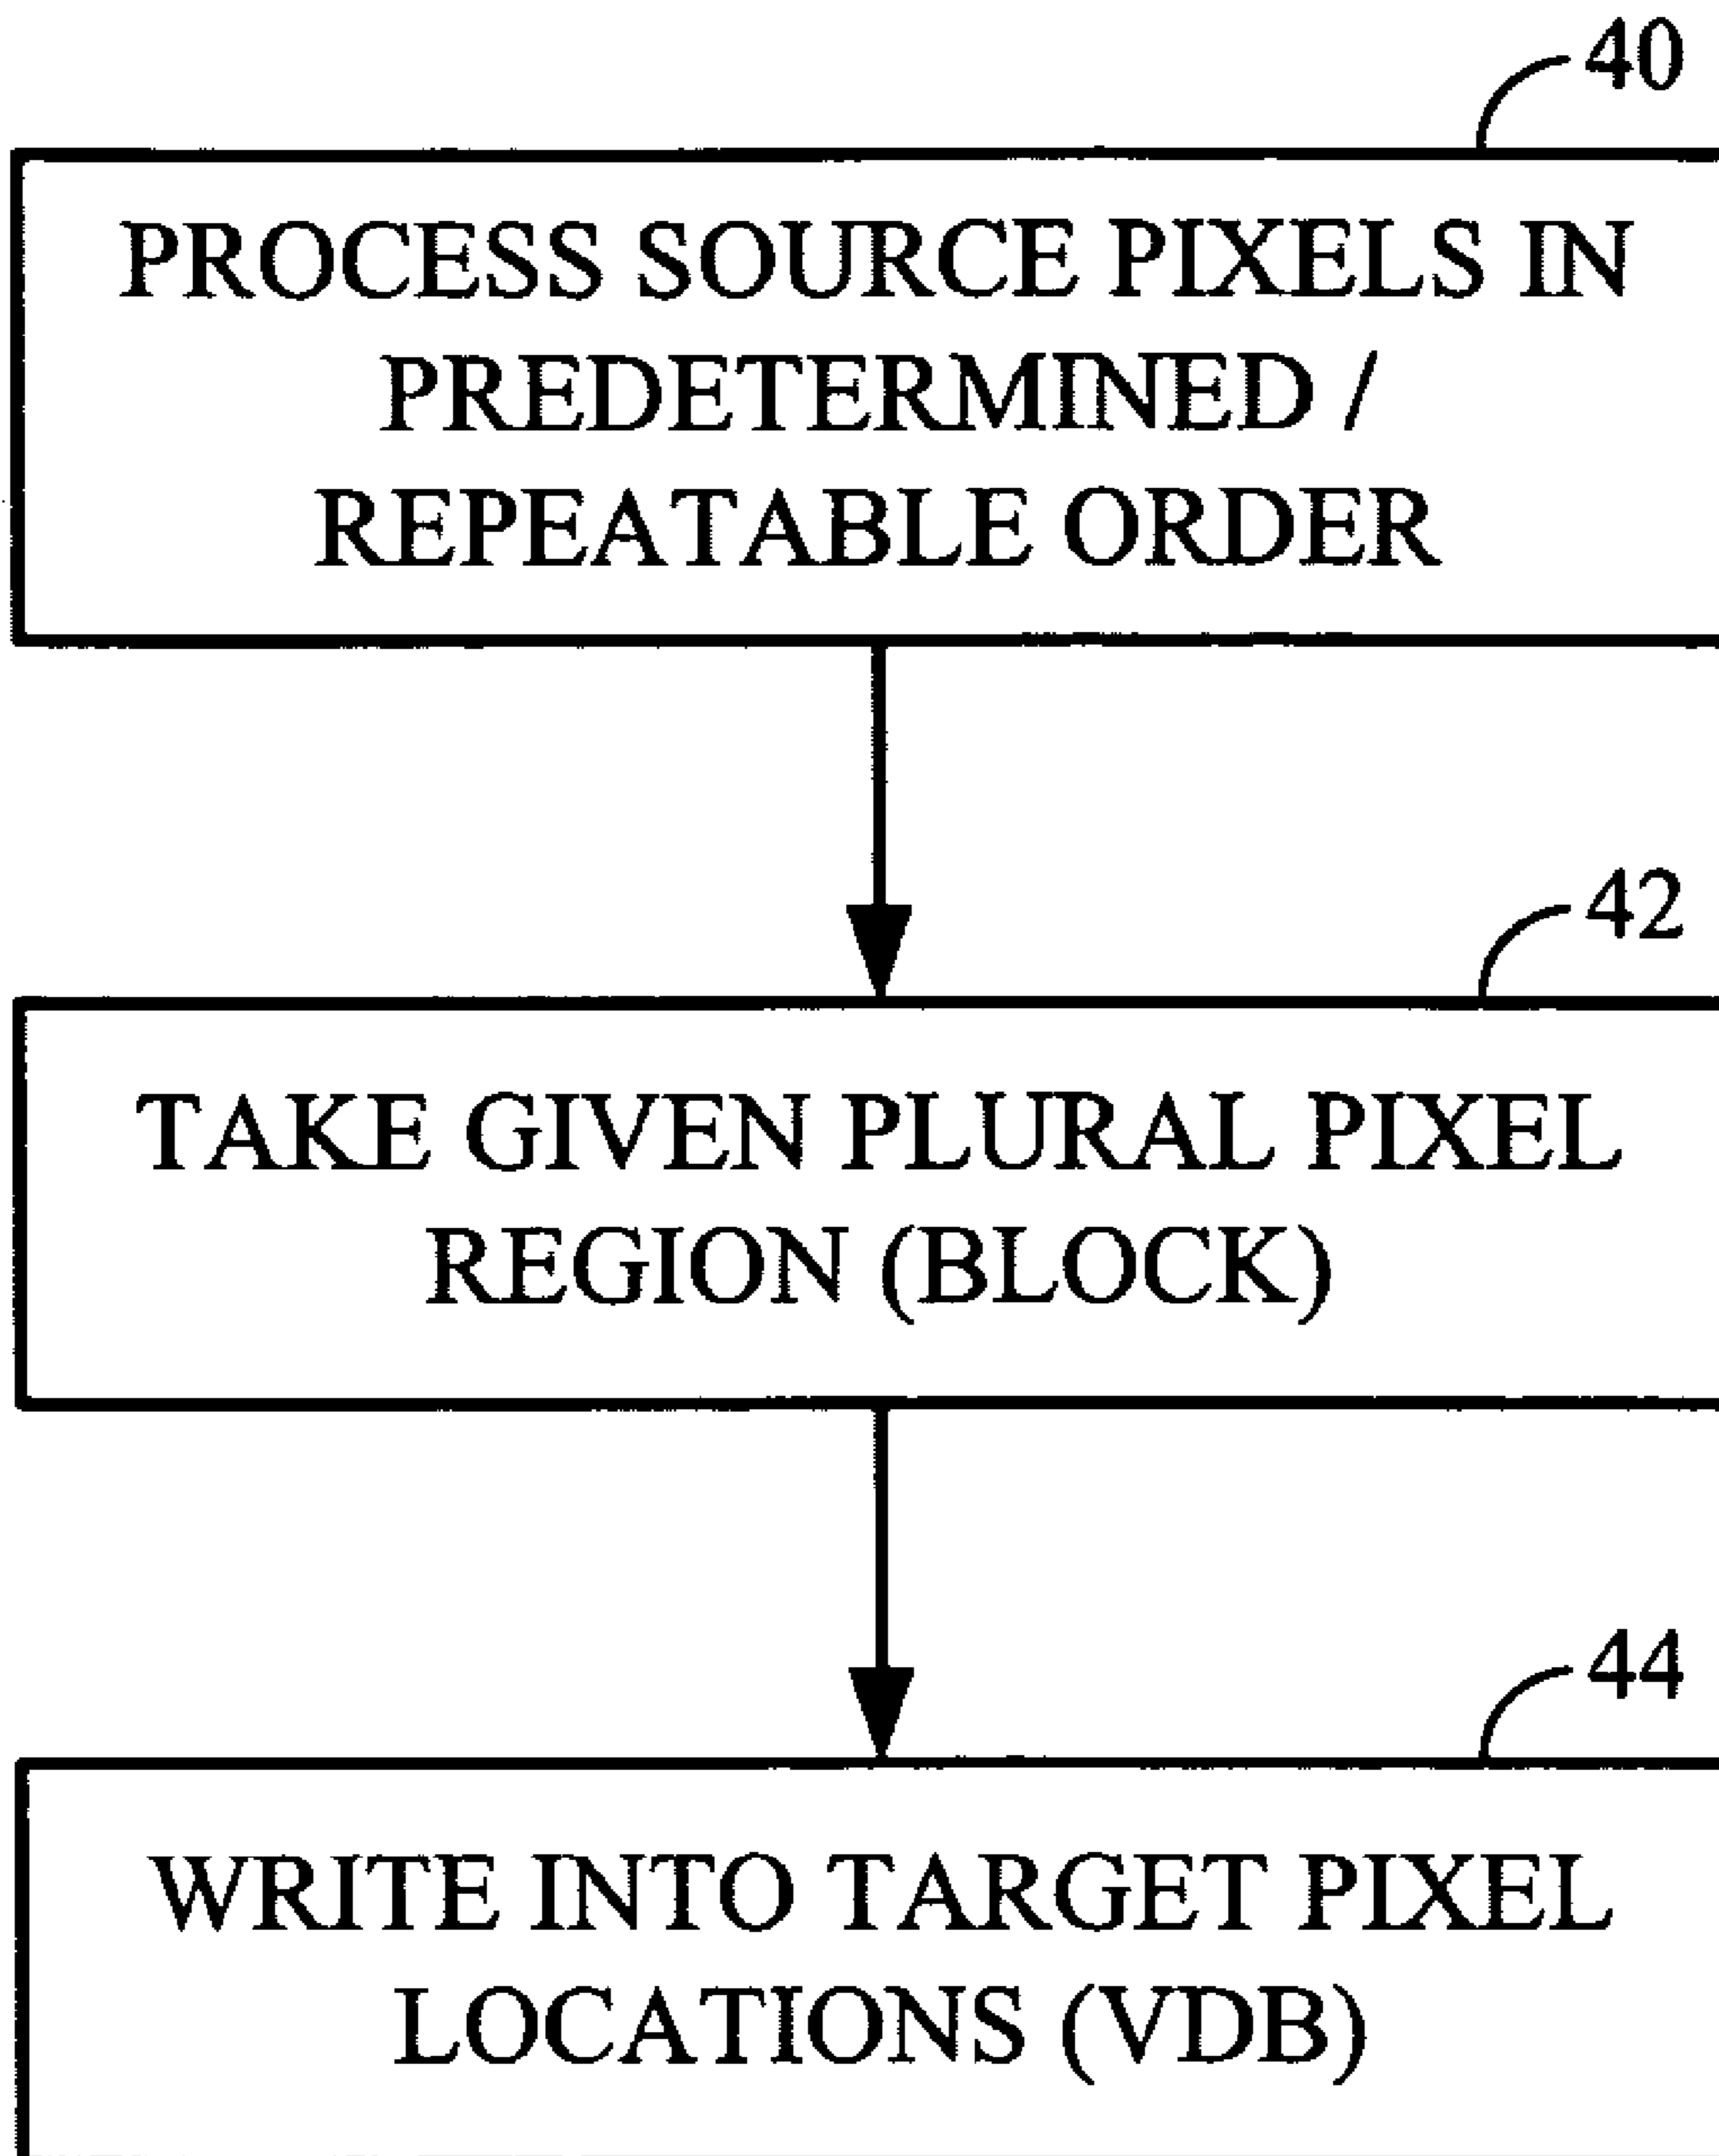 40
PROCESS SOURCE PIXELS IN
PREDETERMINED /
REPEATABLE ORDER
42
TAKE GIVEN PLURAL PIXEL
REGION (BLOCK)
44
WRITE INTO TARGET PIXEL
LOCATIONS (VDB)